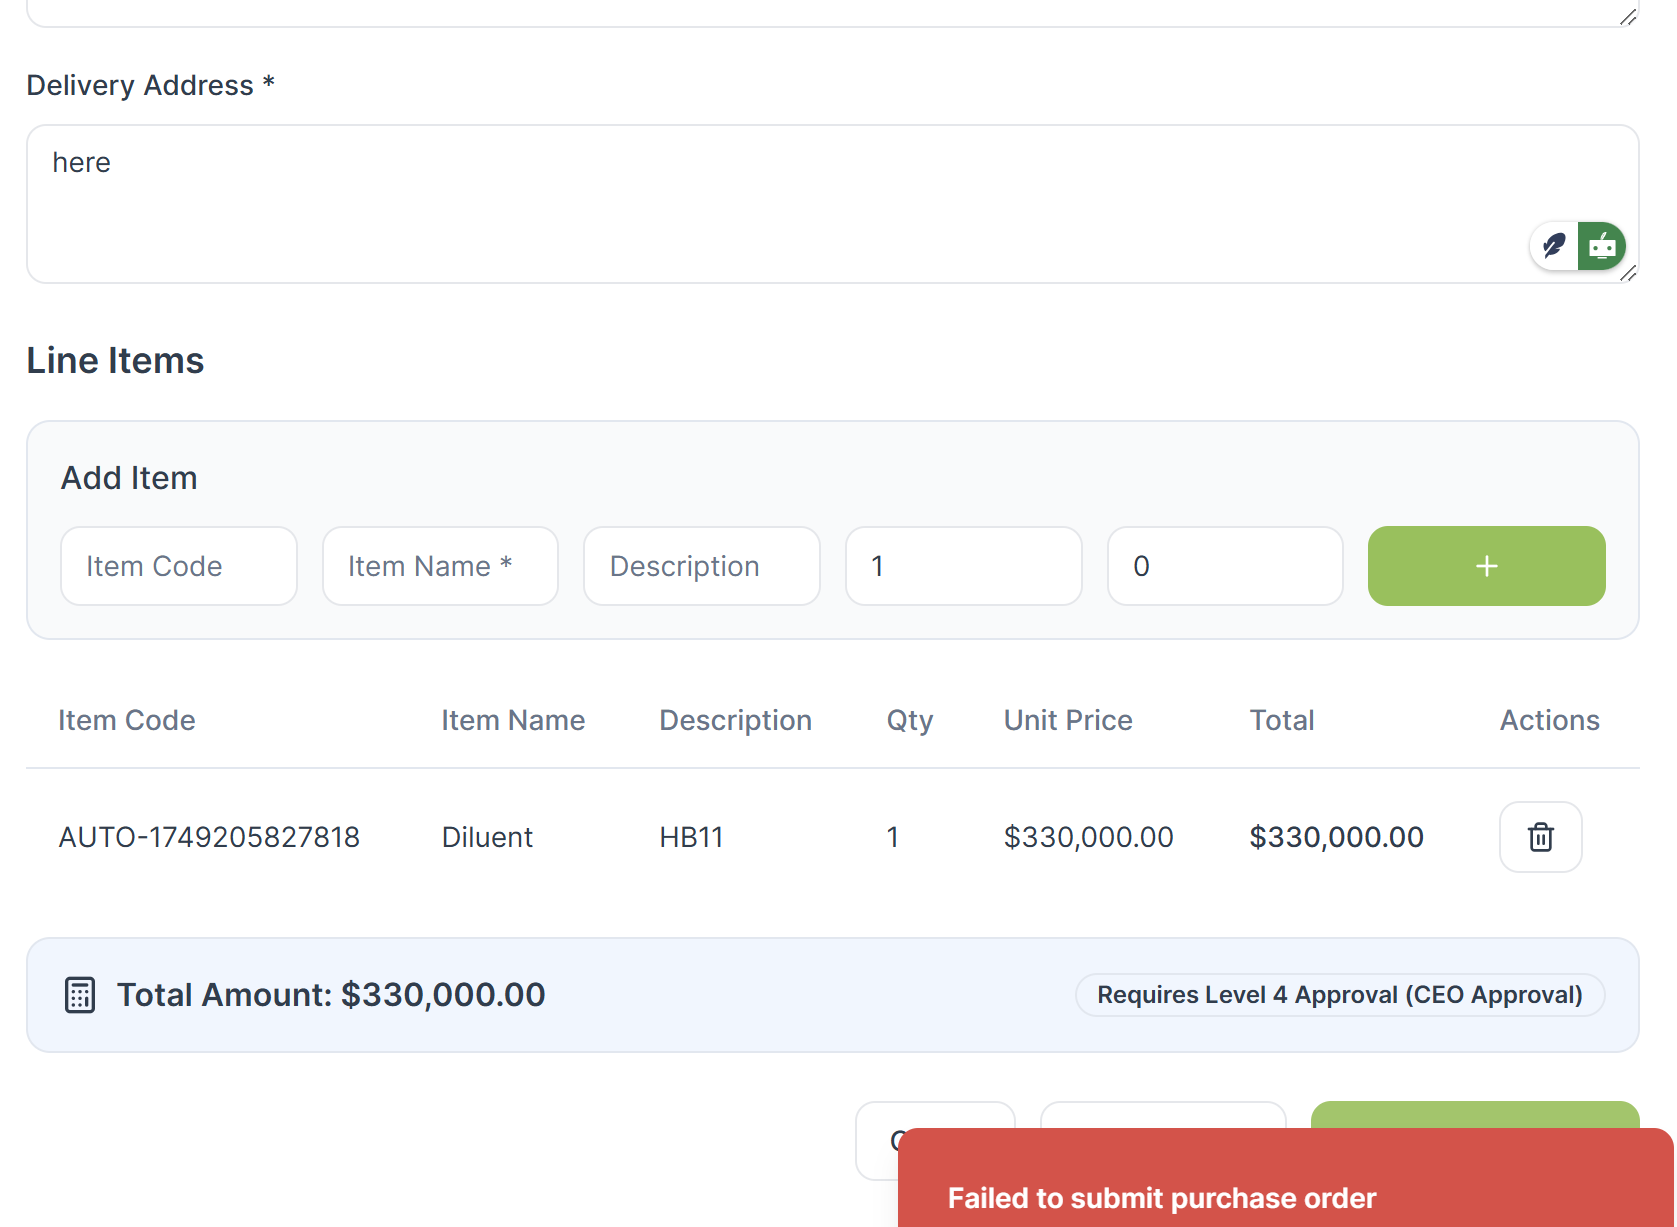 Delivery Address *
here
Line Items
Add Item
Item Code Item Name * Description 1 0 +
Item Code Item Name Description Qty Unit Price Total Actions
AUTO-1749205827818 Diluent HB11 1 $330,000.00 $330,000.00
Total Amount: $330,000.00 Requires Level 4 Approval (CEO Approval)
Failed to submit purchase order